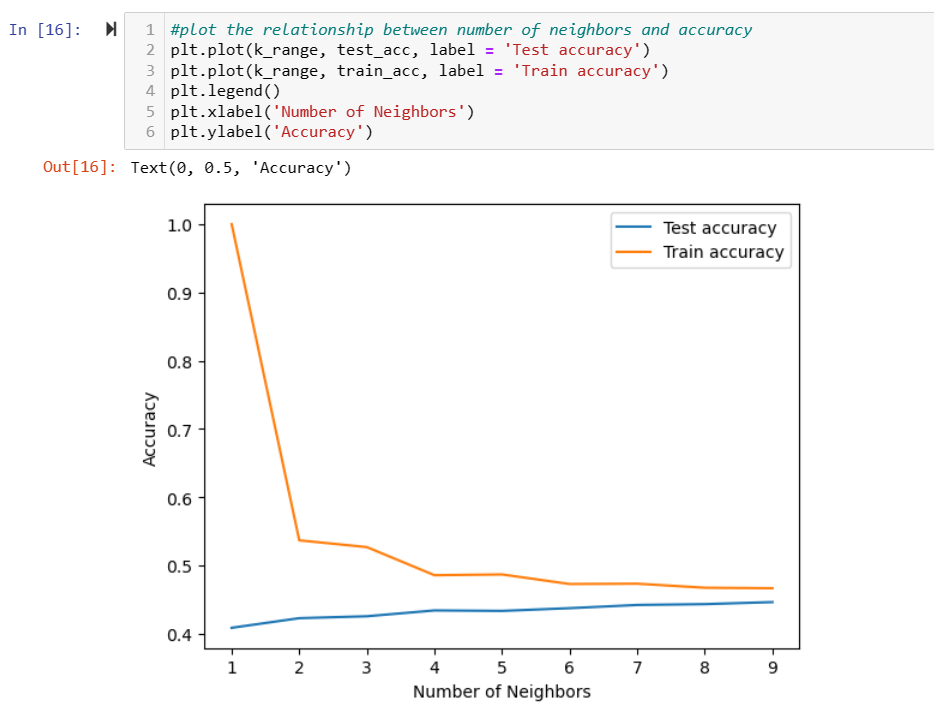 In [16]:
1 #plot the relationship between number of neighbors and accuracy
2 plt.plot(k_range, test_acc, label = 'Test accuracy')
3 plt.plot(k_range, train_acc, label = 'Train accuracy')
4 plt.legend()
5 plt.xlabel('Number of Neighbors')
6 plt.ylabel('Accuracy')
Out[16]: Text(0, 0.5, 'Accuracy')
Test accuracy
Train accuracy
1.0
0.9
0.8
0.7
0.6
0.5
0.4
Accuracy
1 2 3 4 5 6 7 8 9
Number of Neighbors